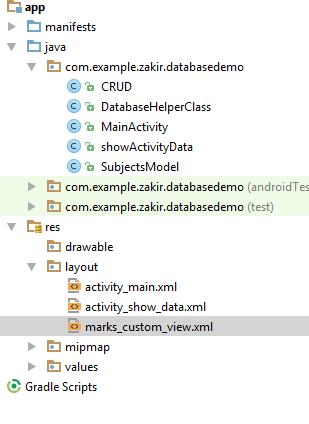 app
manifests
java
com.example.zakir.databasedemo
CRUD
DatabaseHelperClass
MainActivity
showActivityData
SubjectsModel
com.example.zakir.databasedemo (androidTes
com.example.zakir.databasedemo (test)
res
drawable
layout
activity_main.xml
activity_show_data.xml
marks_custom_view.xml
mipmap
values
Gradle Scripts